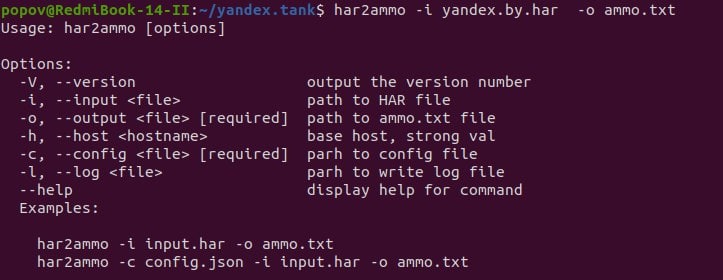 popov@RedmiBook-14-II:~/yandex.tank$ har2ammo -i yandex.by.har  -o ammo.txt
Usage: har2ammo [options]

Options:
  -V, --version                   output the version number
  -i, --input <file>              path to HAR file
  -o, --output <file> [required]  path to ammo.txt file
  -h, --host <hostname>           base host, strong val
  -c, --config <file> [required]  parh to config file
  -l, --log <file>                parh to write log file
  --help                          display help for command
  Examples:

    har2ammo -i input.har -o ammo.txt
    har2ammo -c config.json -i input.har -o ammo.txt